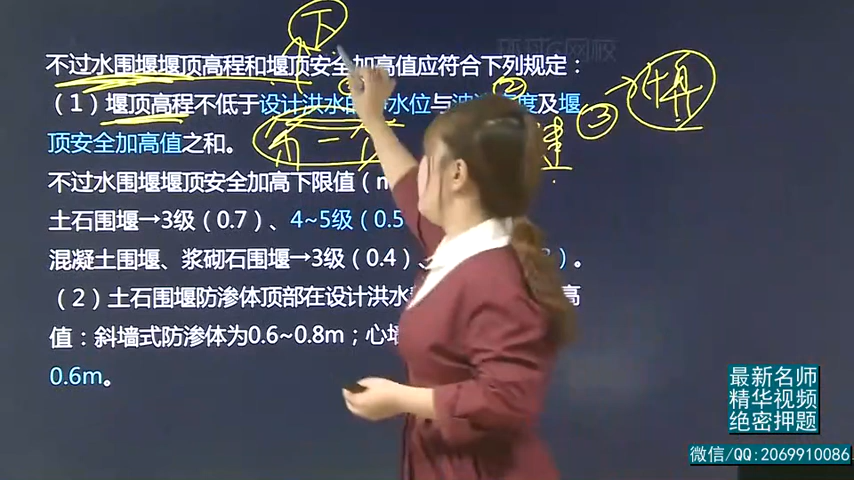 下
不过水围堰堰顶高程和堰顶安全加高值应符合下列规定：
（1）堰顶高程不低于设计洪水的静水位与波浪高度及堰
③
顶安全加高值之和。
不过水围堰堰顶安全加高下限值（m
土石围堰→3级（0.7）、4~5级（0.5
混凝土围堰、浆砌石围堰→3级（0.4）、 ）。
（2）土石围堰防渗体顶部在设计洪水 高
值：斜墙式防渗体为0.6~0.8m；心墙
0.6m。
最新名师
精华视频
绝密押题
微信/QQ:2069910086